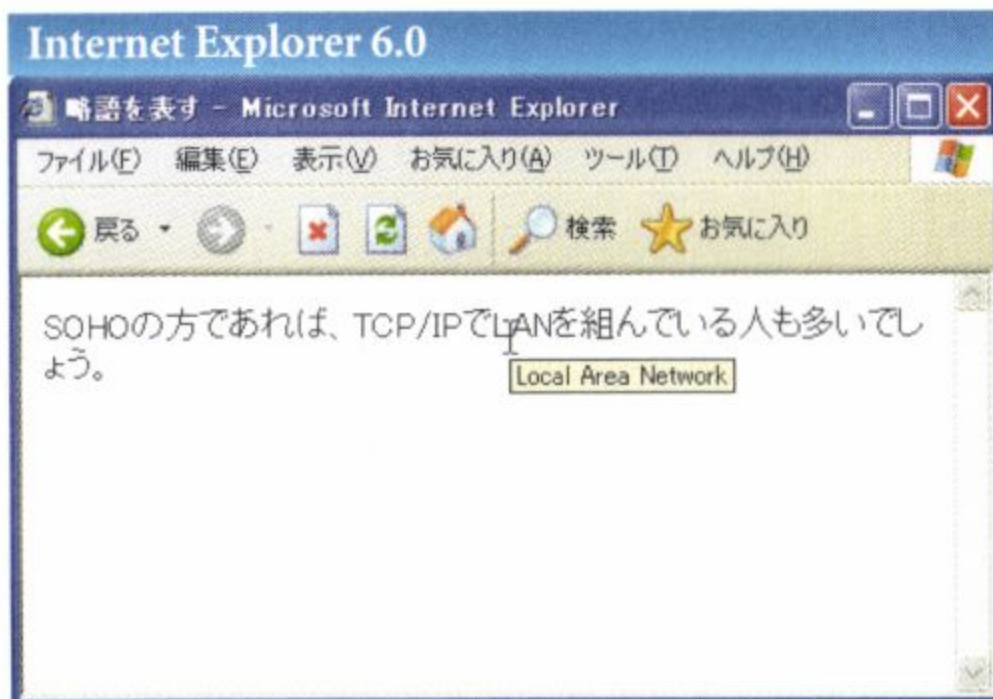 Internet Explorer 6.0
略語を表す - Microsoft Internet Explorer
ファイル(F) 編集(E) 表示(V) お気に入り(A) ツール(T) ヘルプ(H)
戻る 検索 お気に入り
SOHOの方であれば、TCP/IPでLANを組んでいる人も多いでし
ょう。
Local Area Network